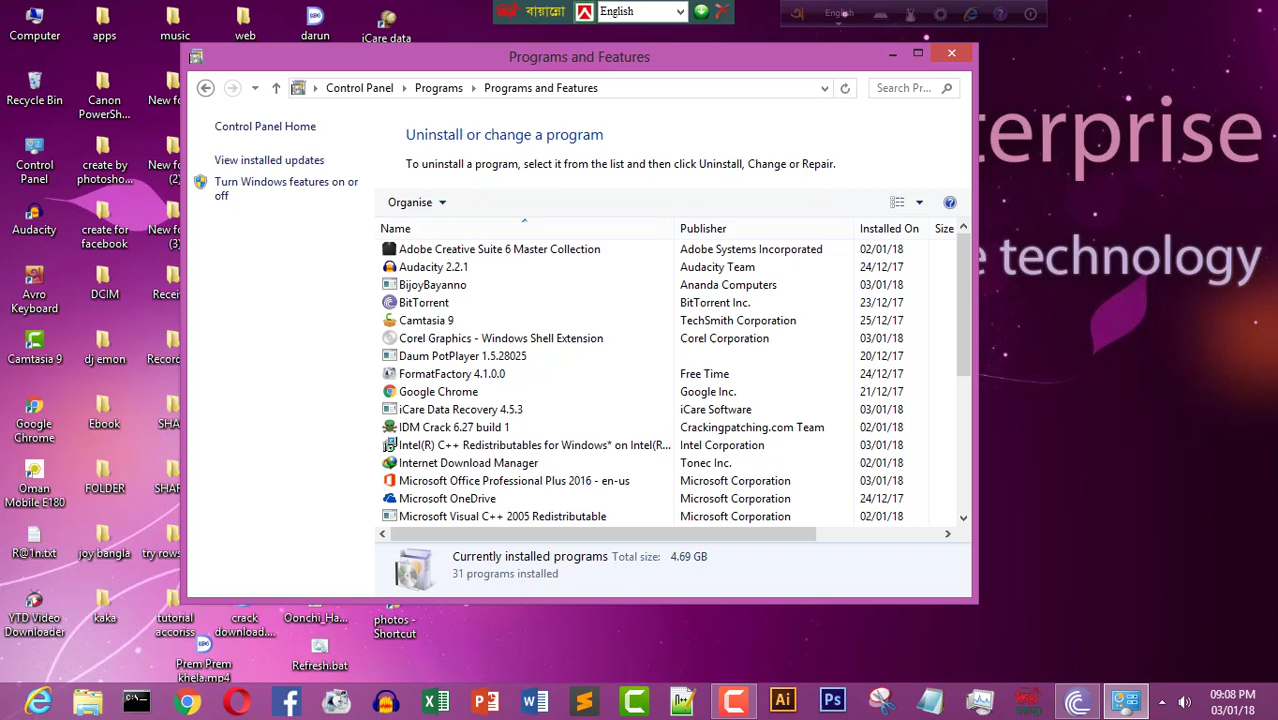 বায়ান্নো
English
English
Computer
apps
music
web
darun
iCare data
Programs and Features
Control Panel
Programs
Programs and Features
Search Pr...
Recycle Bin
Canon
PowerSh...
New fo
Control Panel Home
Uninstall or change a program
View installed updates
To uninstall a program, select it from the list and then click Uninstall, Change or Repair.
Turn Windows features on or
off
Control
Panel
create by
photosho...
New fo
(2)
Organise
Name
Publisher
Installed On
Size
Audacity
create for
facebook
New fo
(3)
Adobe Creative Suite 6 Master Collection
Adobe Systems Incorporated
02/01/18
Audacity 2.2.1
Audacity Team
24/12/17
BijoyBayanno
Ananda Computers
03/01/18
BitTorrent
BitTorrent Inc.
23/12/17
Camtasia 9
TechSmith Corporation
25/12/17
Corel Graphics - Windows Shell Extension
Corel Corporation
03/01/18
Daum PotPlayer 1.5.28025
20/12/17
FormatFactory 4.1.0.0
Free Time
24/12/17
Google Chrome
Google Inc.
21/12/17
iCare Data Recovery 4.5.3
iCare Software
03/01/18
IDM Crack 6.27 build 1
Crackingpatching.com Team
02/01/18
Intel(R) C++ Redistributables for Windows* on Intel(R...
Intel Corporation
03/01/18
Internet Download Manager
Tonec Inc.
02/01/18
Microsoft Office Professional Plus 2016 - en-us
Microsoft Corporation
03/01/18
Microsoft OneDrive
Microsoft Corporation
24/12/17
Microsoft Visual C++ 2005 Redistributable
Microsoft Corporation
02/01/18
Currently installed programs
Total size: 4.69 GB
31 programs installed
Avro
Keyboard
DCIM
Recei
Camtasia 9
dj emon
Record
Google
Chrome
Ebook
SHA
Oman
Mobile E180
FOLDER
SHAR
R@1n.txt
joy bangla
try rows
YTD Video
Downloader
kaka
tutorial
accoriss
crack
download....
Oonchi_Ha...
photos -
Shortcut
Prem Prem
khela.mp4
Refresh.bat
terprise
e technology
09:08 PM
03/01/18